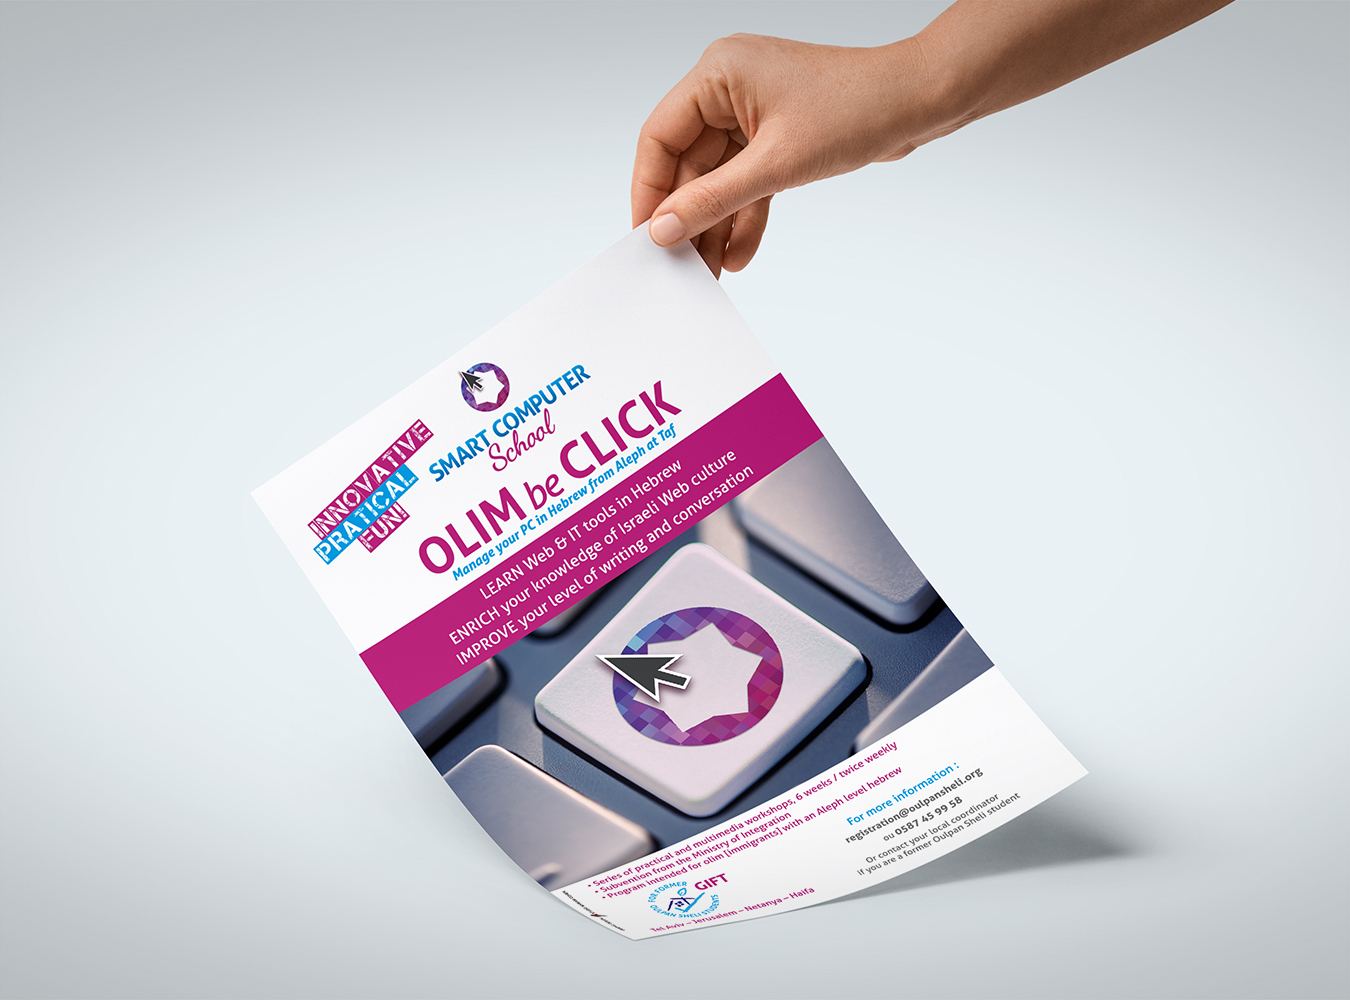 SMART COMPUTER
School
INNOVATIVE
PRATICAL
FUN!
OLIM be CLICK
Manage your PC in Hebrew from Aleph at Taf
LEARN Web & IT tools in Hebrew
ENRICH your knowledge of Israeli Web culture
IMPROVE your level of writing and conversation
• Series of practical and multimedia workshops, 6 weeks / twice weekly
• Subvention from the Ministry of Integration
• Program intended for olim [immigrants] with an Aleph level hebrew
For more information :
registration@oulpansheli.org
ou 0587 45 99 58
Or contact your local coordinator
if you are a former Oulpan Sheli student
FOR FORMER
OULPAN SHELI STUDENTS
GIFT
Tel Aviv – Jerusalem – Netanya – Haifa